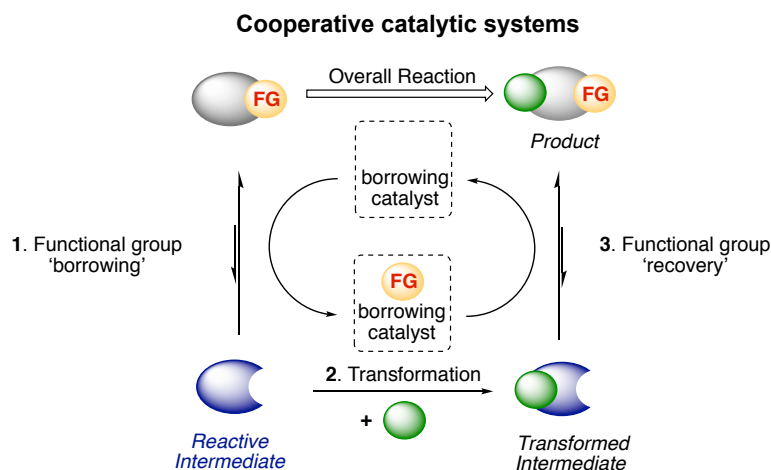 Cooperative catalytic systems
Overall Reaction
FG
FG
Product
borrowing
catalyst
1. Functional group
'borrowing'
3. Functional group
'recovery'
FG
borrowing
catalyst
2. Transformation
+
Reactive
Intermediate
Transformed
Intermediate